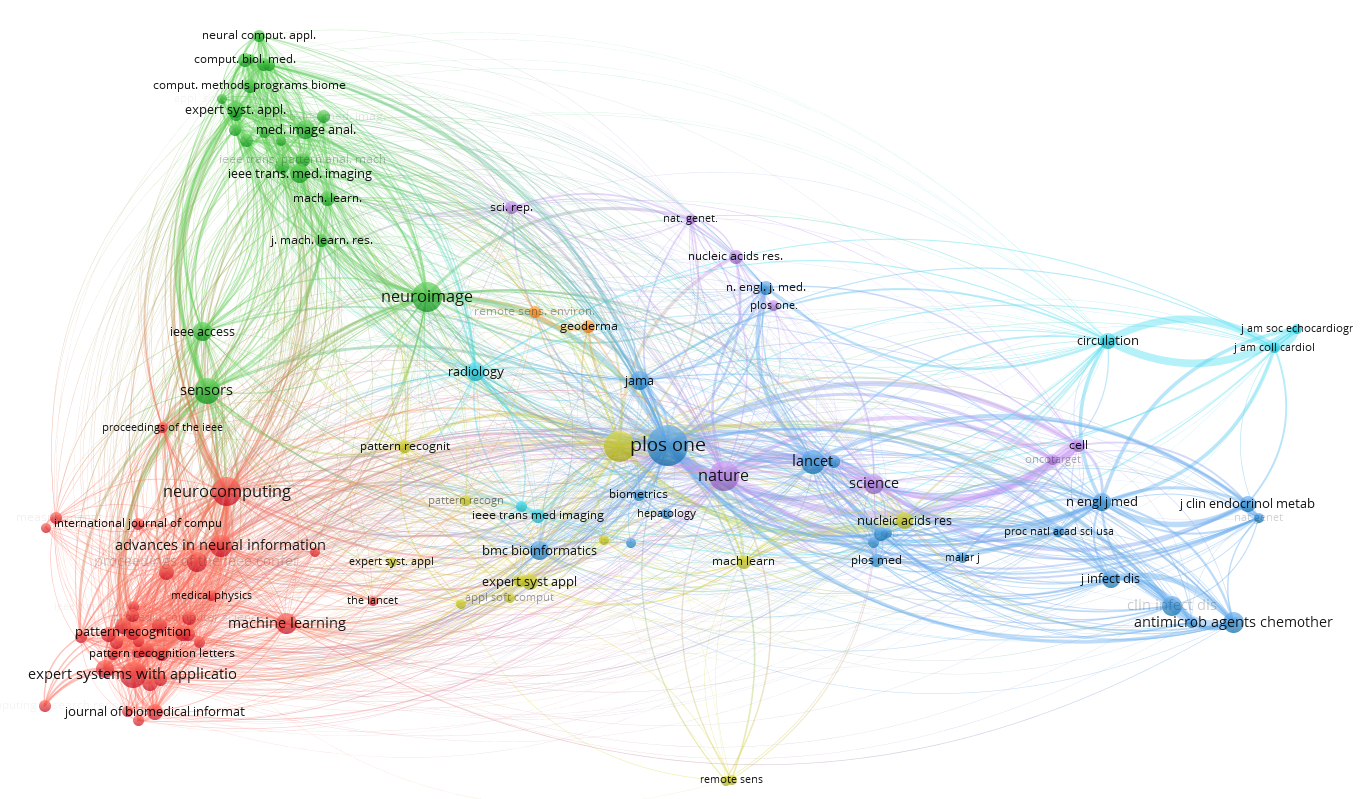 neural comput. appl.
comput. biol. med.
comput. methods programs biome
expert syst. appl.
med. image anal.
ieee trans. pattern anal. mach
ieee trans. med. imaging
mach. learn.
j. mach. learn. res.
sci. rep.
nat. genet.
nucleic acids res.
n. engl. j. med.
plos one.
neuroimage
remote sens. environ.
geoderma
ieee access
circulation
j am soc echocardiogr
j am coll cardiol
radiology
jama
sensors
proceedings of the ieee
pattern recognit
plos one
cell
oncotarget
lancet
nature
science
neurocomputing
pattern recogn
biometrics
hepatology
n engl j med
j clin endocrinol metab
nat genet
international journal of compu
ieee trans med imaging
nucleic acids res
proc natl acad sci usa
advances in neural information
bmc bioinformatics
expert syst. appl
mach learn
plos med
malar j
j infect dis
expert syst appl
appl soft comput
medical physics
the lancet
clin infect dis
antimicrob agents chemother
machine learning
pattern recognition
pattern recognition letters
expert systems with applicatio
journal of biomedical informat
remote sens